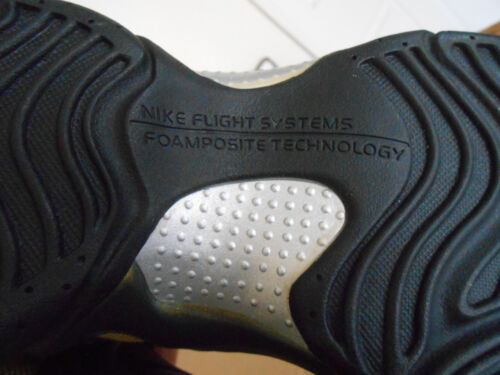 NIKE FLIGHT SYSTEMS
FOAMPOSITE TECHNOLOGY